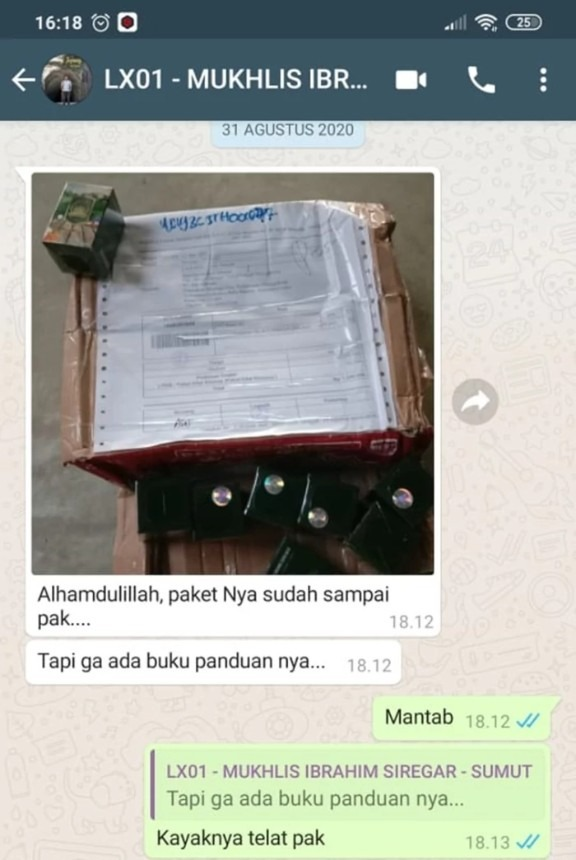 16:18
25
LX01 - MUKHLIS IBR...
31 AGUSTUS 2020
Alhamdulillah, paket Nya sudah sampai
pak....
18.12
Tapi ga ada buku panduan nya...
18.12
Mantab
18.12
LX01 - MUKHLIS IBRAHIM SIREGAR - SUMUT
Tapi ga ada buku panduan nya...
Kayaknya telat pak
18.13